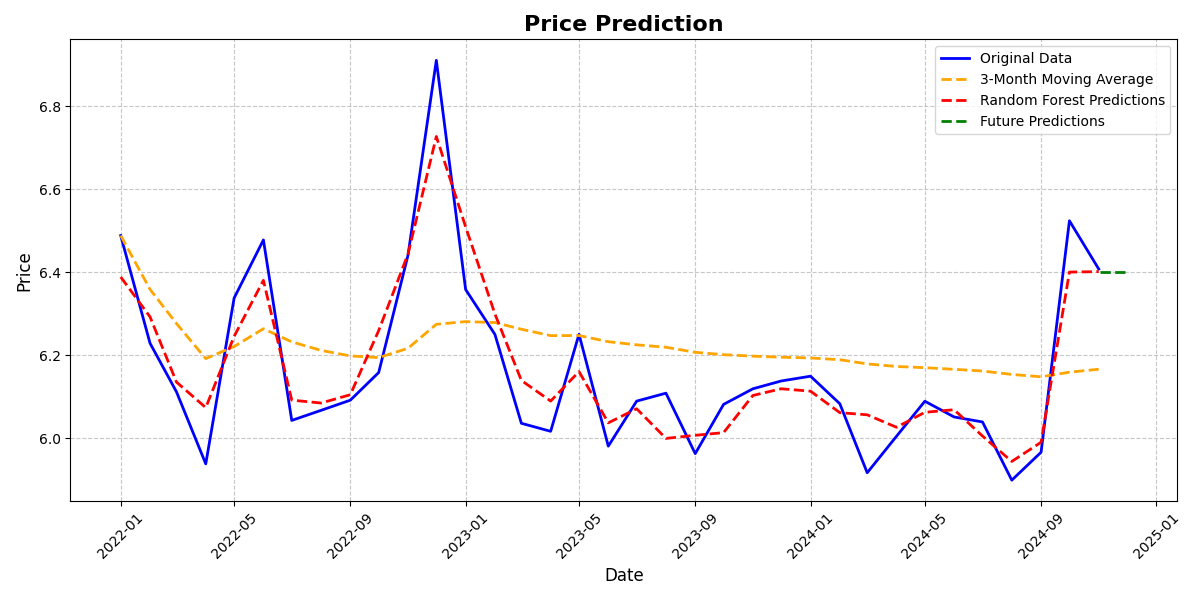 Price Prediction
Original Data
3-Month Moving Average
Random Forest Predictions
Future Predictions
Price
6.8
6.6
6.4
6.2
6.0
2022-01
2022-05
2022-09
2023-01
2023-05
2023-09
2024-01
2024-05
2024-09
2025-01
Date